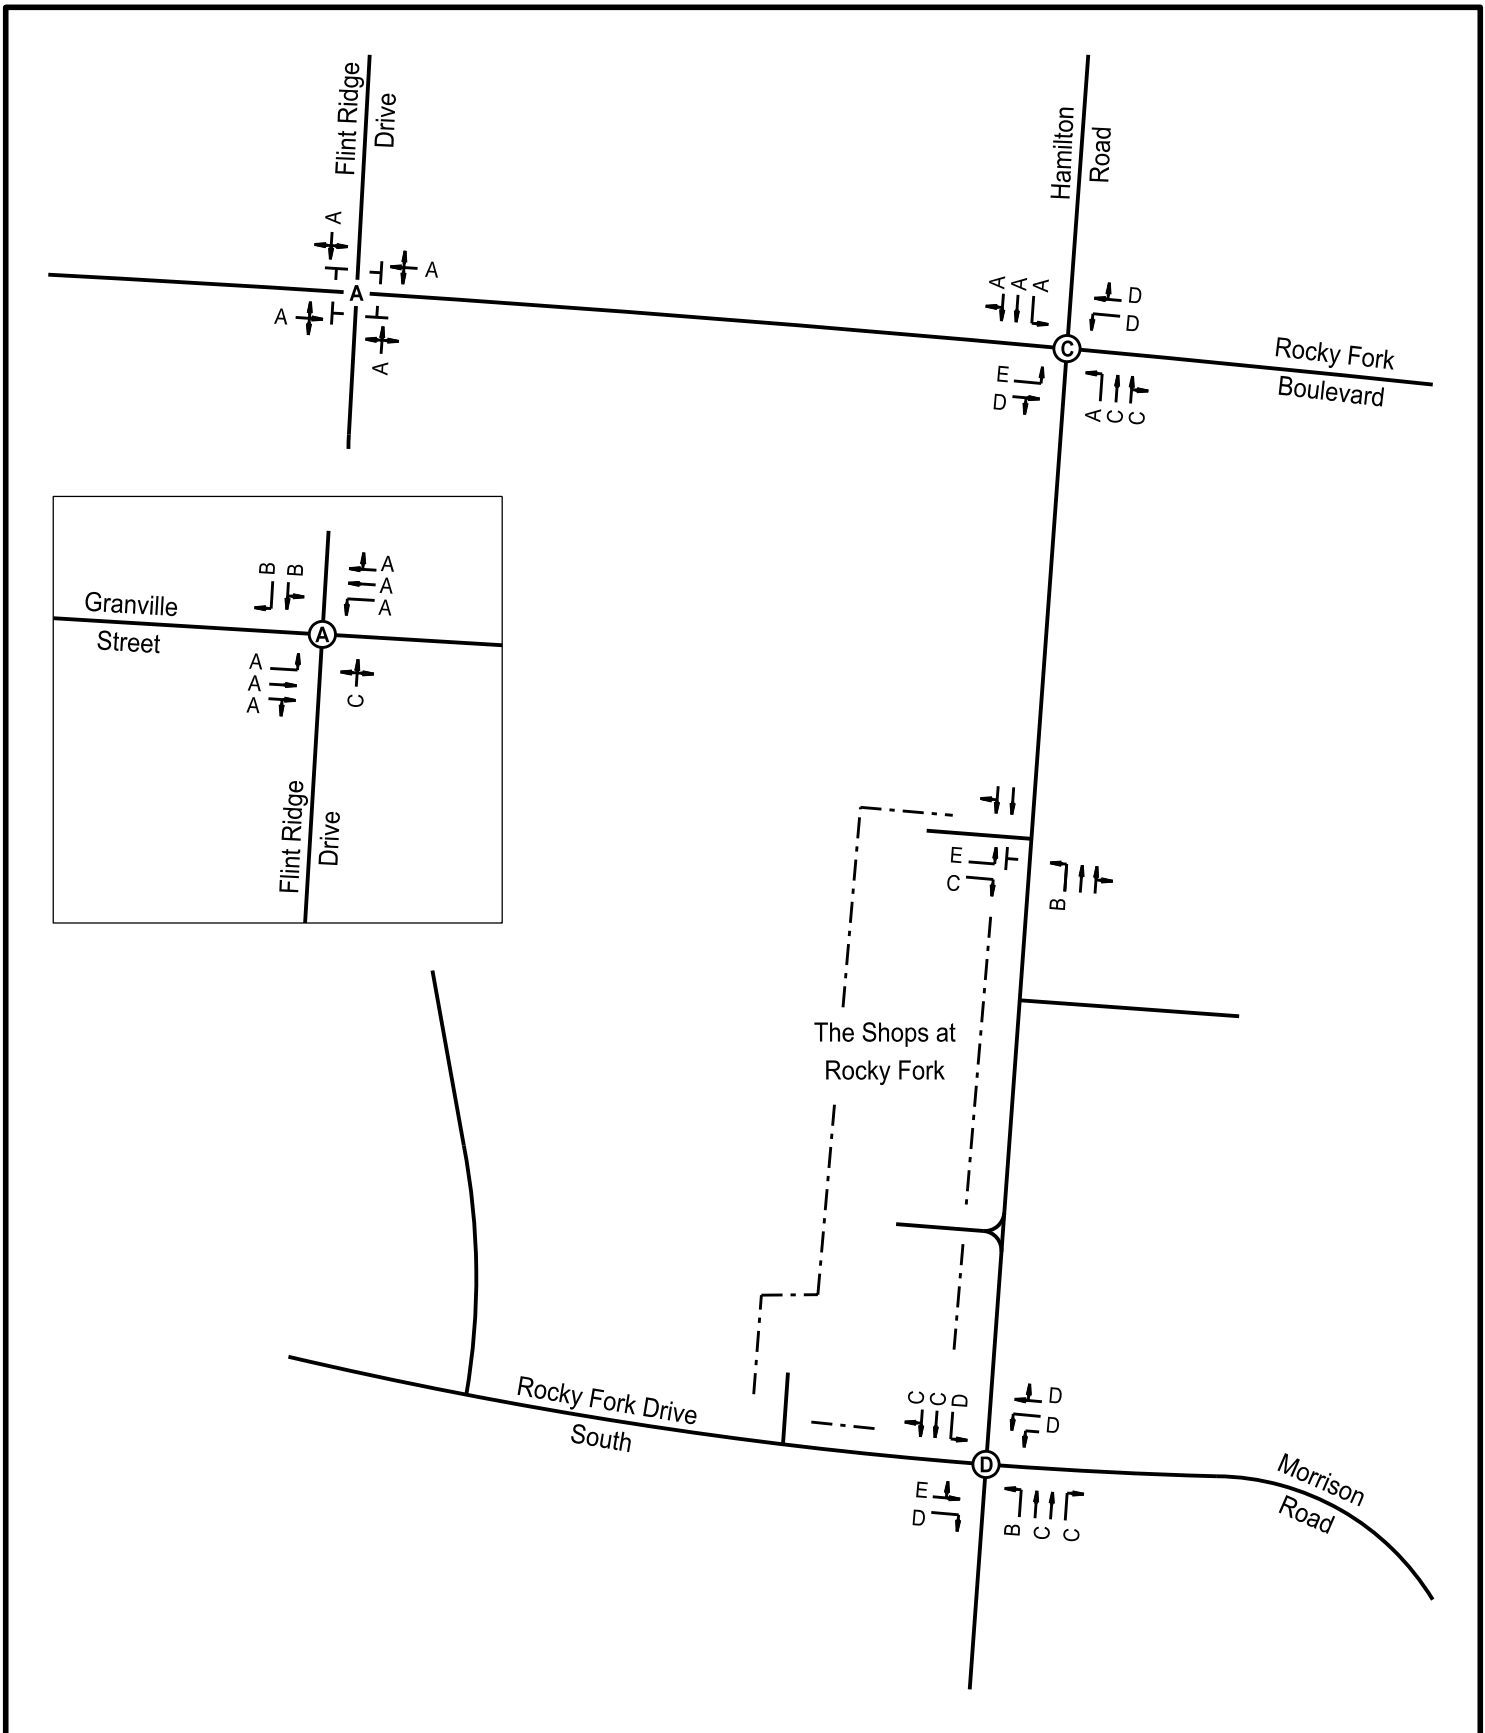 Flint Ridge
Drive
Hamilton
Road
A
A
A
A
A
A
A
A
D
D
C
Rocky Fork
Boulevard
E
D
A
C
C
B
B
A
A
A
Granville
Street
A
A
A
A
C
Flint Ridge
Drive
E
C
B
The Shops at
Rocky Fork
Rocky Fork Drive
South
C
C
D
D
D
D
E
D
B
C
C
Morrison
Road